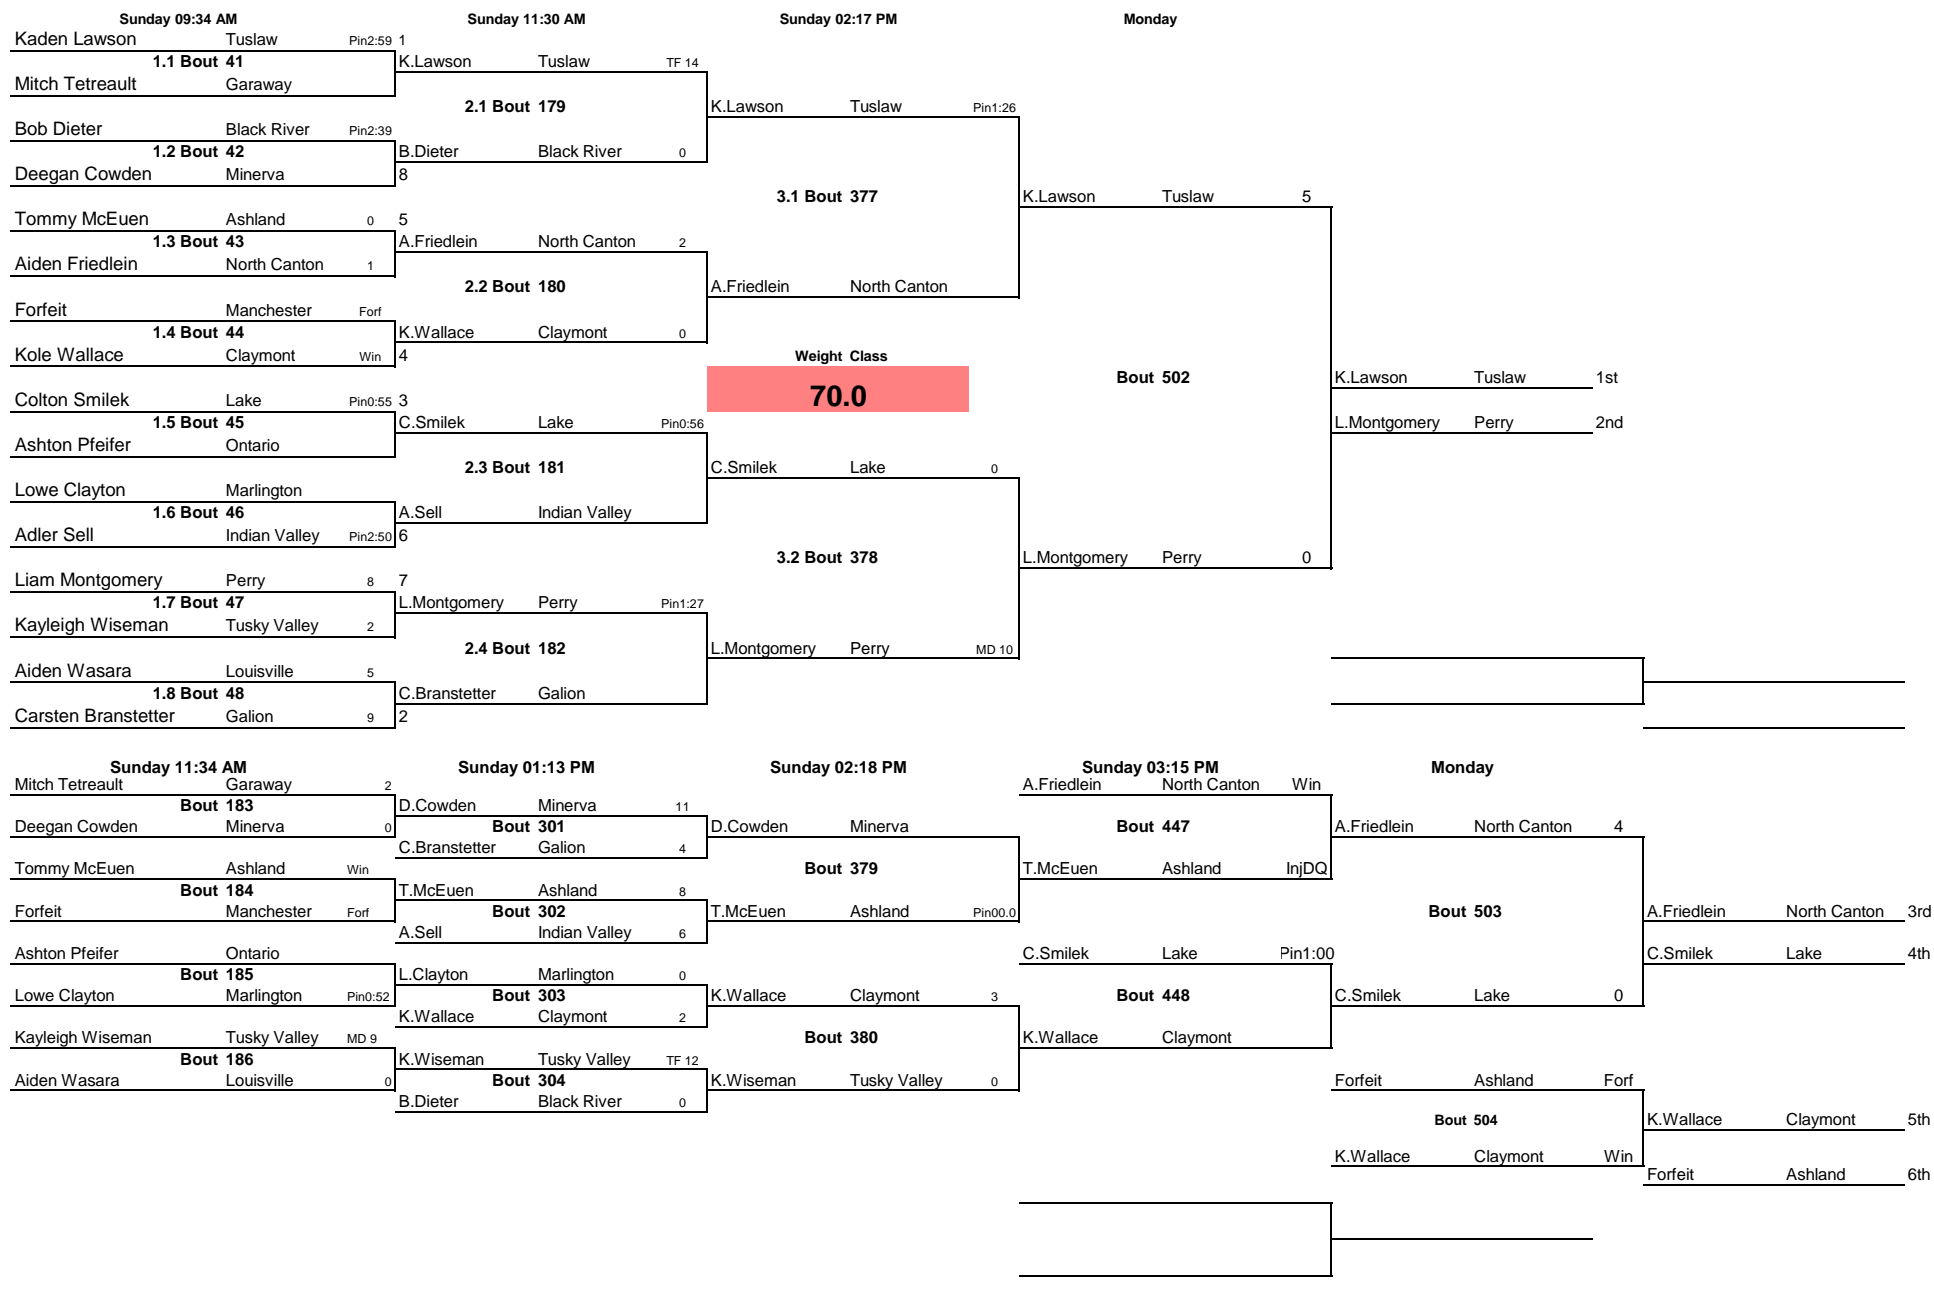 Sunday 09:34 AM Sunday 11:30 AM Sunday 02:17 PM Monday
Kaden Lawson Tuslaw Pin2:59 1
1.1 Bout 41 K.Lawson Tuslaw TF 14
Mitch Tetreault Garaway
2.1 Bout 179 K.Lawson Tuslaw Pin1:26
Bob Dieter Black River Pin2:39
1.2 Bout 42 B.Dieter Black River 0
Deegan Cowden Minerva 8
3.1 Bout 377 K.Lawson Tuslaw 5
Tommy McEuen Ashland 0 5
1.3 Bout 43 A.Friedlein North Canton 2
Aiden Friedlein North Canton 1
2.2 Bout 180 A.Friedlein North Canton
Forfeit Manchester Forf
1.4 Bout 44 K.Wallace Claymont 0
Kole Wallace Claymont Win 4 Weight Class
Bout 502 K.Lawson Tuslaw 1st
Colton Smilek Lake Pin0:55 3 70.0
1.5 Bout 45 C.Smilek Lake Pin0:56 L.Montgomery Perry 2nd
Ashton Pfeifer Ontario
2.3 Bout 181 C.Smilek Lake 0
Lowe Clayton Marlington
1.6 Bout 46 A.Sell Indian Valley
Adler Sell Indian Valley Pin2:50 6
3.2 Bout 378 L.Montgomery Perry 0
Liam Montgomery Perry 8 7
1.7 Bout 47 L.Montgomery Perry Pin1:27
Kayleigh Wiseman Tusky Valley 2
2.4 Bout 182 L.Montgomery Perry MD 10
Aiden Wasara Louisville 5
1.8 Bout 48 C.Branstetter Galion
Carsten Branstetter Galion 9 2
Sunday 11:34 AM Sunday 01:13 PM Sunday 02:18 PM Sunday 03:15 PM Monday
Mitch Tetreault Garaway 2 A.Friedlein North Canton Win
Bout 183 D.Cowden Minerva 11
Deegan Cowden Minerva 0 Bout 301 D.Cowden Minerva Bout 447 A.Friedlein North Canton 4
C.Branstetter Galion 4
Tommy McEuen Ashland Win Bout 379 T.McEuen Ashland InjDQ
Bout 184 T.McEuen Ashland 8
Forfeit Manchester Forf Bout 302 T.McEuen Ashland Pin00.0 Bout 503 A.Friedlein North Canton 3rd
A.Sell Indian Valley 6
Ashton Pfeifer Ontario C.Smilek Lake Pin1:00 C.Smilek Lake 4th
Bout 185 L.Clayton Marlington 0
Lowe Clayton Marlington Pin0:52 Bout 303 K.Wallace Claymont 3 Bout 448 C.Smilek Lake 0
K.Wallace Claymont 2
Kayleigh Wiseman Tusky Valley MD 9 Bout 380 K.Wallace Claymont
Bout 186 K.Wiseman Tusky Valley TF 12
Aiden Wasara Louisville 0 Bout 304 K.Wiseman Tusky Valley 0 Forfeit Ashland Forf
B.Dieter Black River 0
Bout 504 K.Wallace Claymont 5th
K.Wallace Claymont Win
Forfeit Ashland 6th